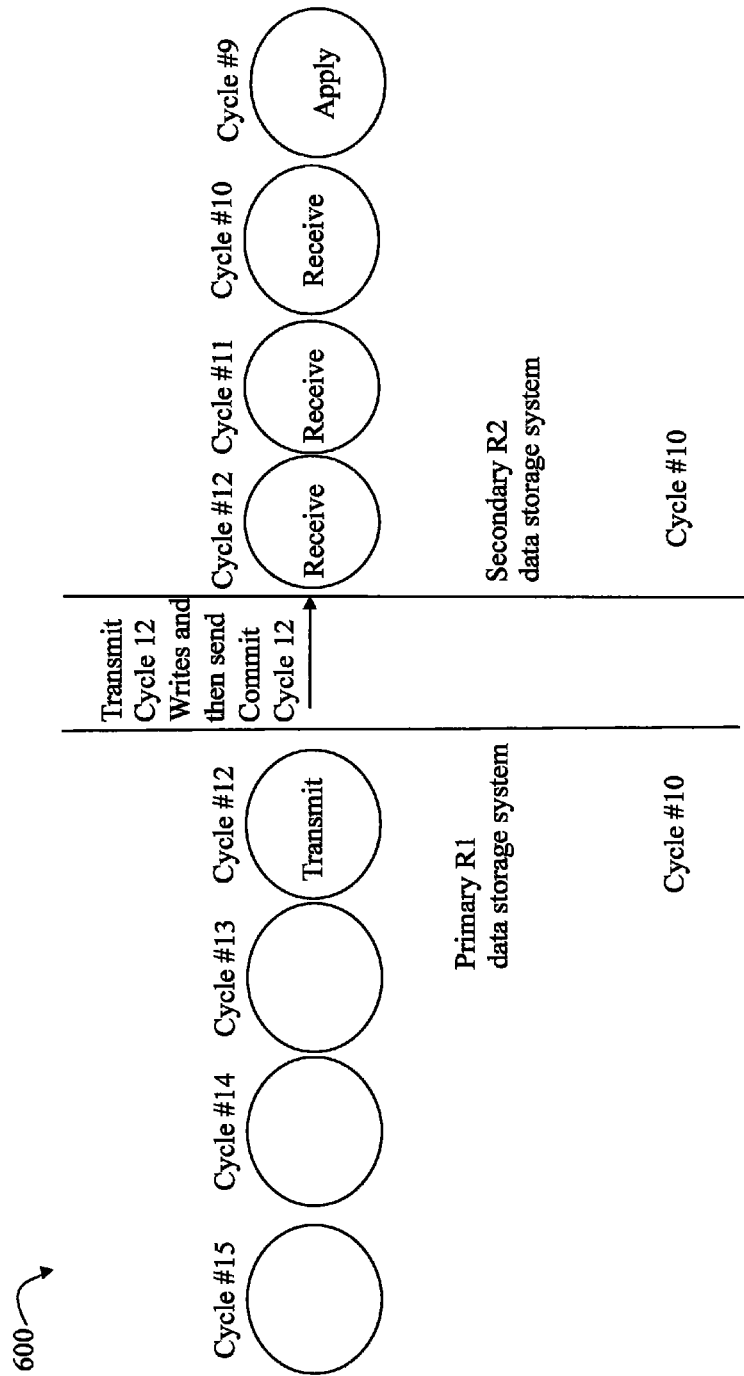 600
Cycle #15
Cycle #14
Cycle #13
Cycle #12
Transmit
Transmit
Cycle 12
Writes and
then send
Commit
Cycle 12
Cycle #12
Receive
Cycle #11
Receive
Cycle #10
Receive
Cycle #9
Apply
Primary R1
data storage system
Secondary R2
data storage system
Cycle #10
Cycle #10